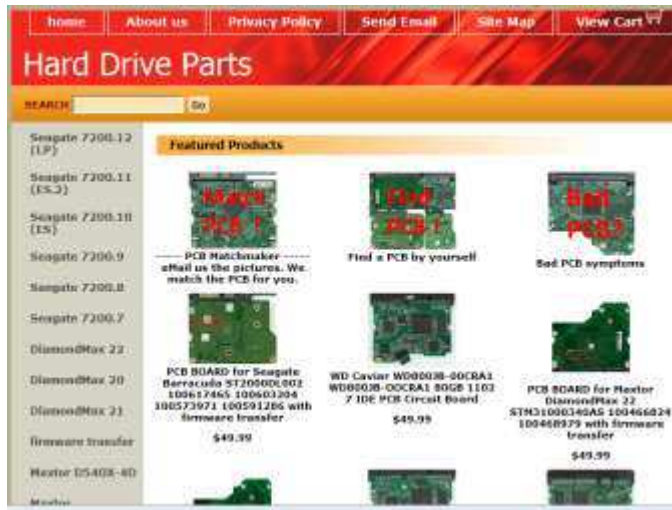 home About us Privacy Policy Send Email Site Map View Cart
Hard Drive Parts
SEARCH Go
Seagate 7200.12
(LP)
Seagate 7200.11
(ES.2)
Seagate 7200.10
(ES)
Seagate 7200.9
Seagate 7200.8
Seagate 7200.7
DiamondMax 22
DiamondMax 20
DiamondMax 21
firmware transfer
Maxtor D540X-4D
Maxtor
Featured Products
Match
PCB !
----- PCB Matchmaker ------
eMail us the pictures. We
match the PCB for you.
Find
PCB !
Find a PCB by yourself
Bad
PCB?
Bad PCB symptoms
PCB BOARD for Seagate
Barracuda ST2000DL002
100617465 100603204
100573971 100591286 with
firmware transfer
$49.99
WD Caviar WD800JB-00CRA1
WD800JB-00CRA1 80GB 1102
7 IDE PCB Circuit Board
$49.99
PCB BOARD for Maxtor
DiamondMax 22
STM31000340AS 100466824
100468979 with firmware
transfer
$49.99